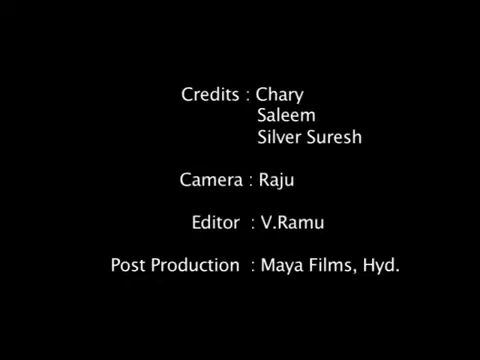 Credits : Chary
Saleem
Silver Suresh
Camera : Raju
Editor : V.Ramu
Post Production : Maya Films, Hyd.